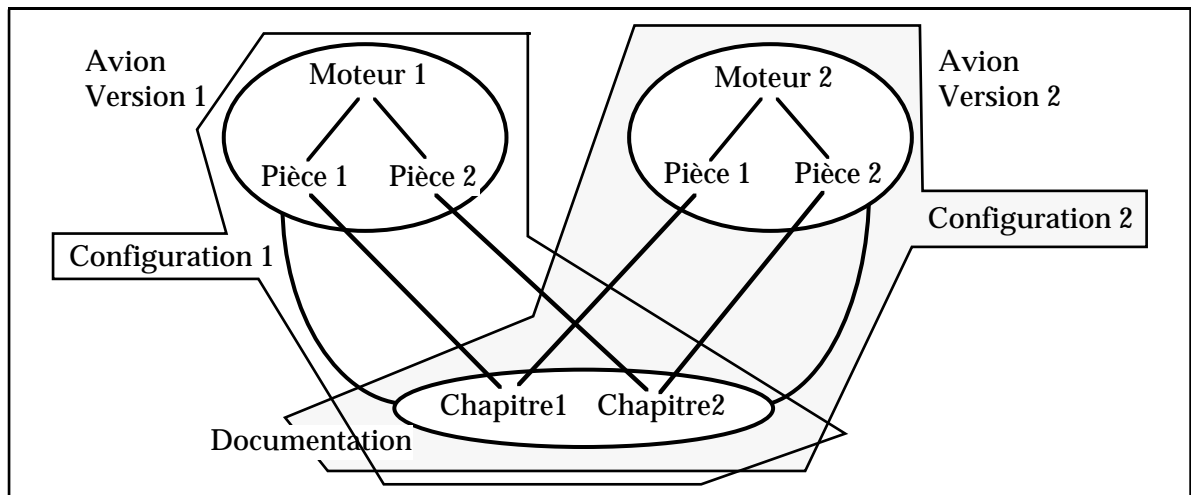 Avion
Version 1
Moteur 1
Pièce 1 Pièce 2
Moteur 2
Pièce 1 Pièce 2
Avion
Version 2
Configuration 1
Configuration 2
Chapitre1 Chapitre2
Documentation